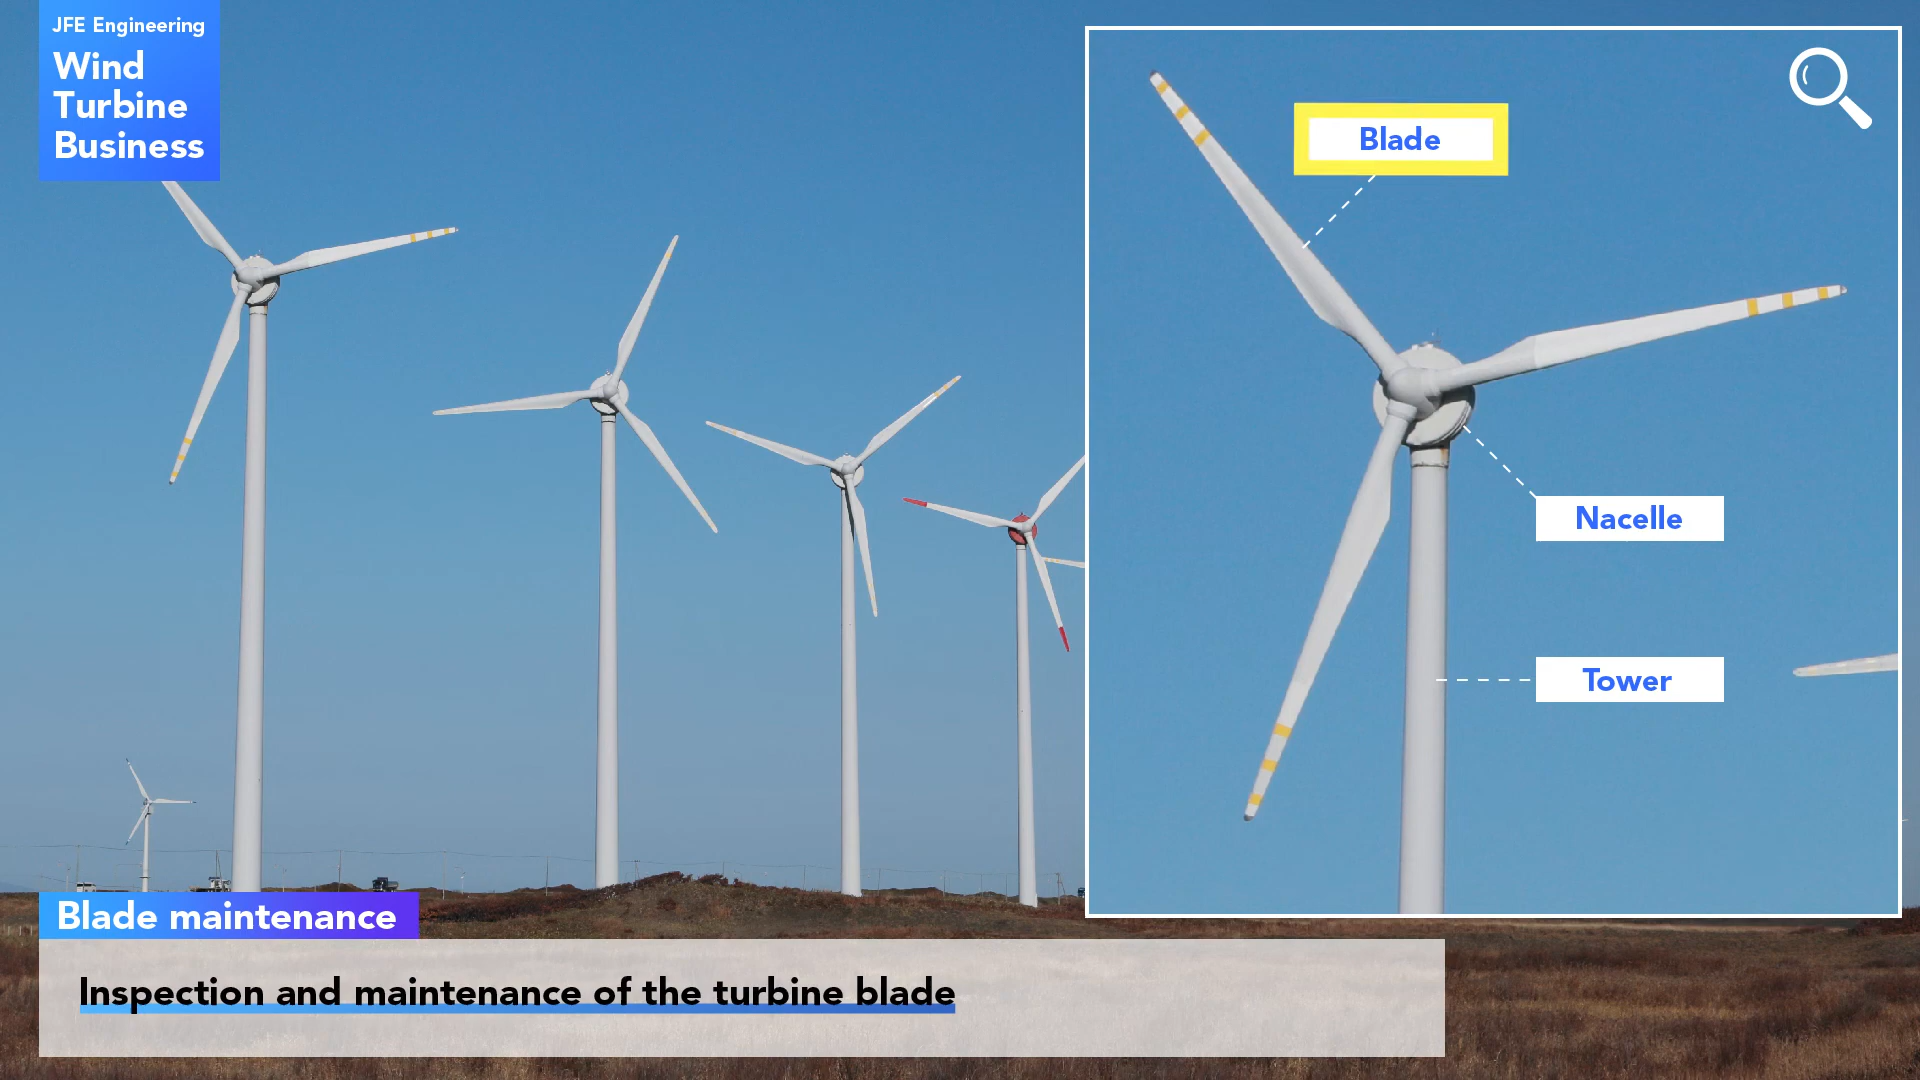 JFE Engineering
Wind
Turbine
Business
Blade
Nacelle
Tower
Blade maintenance
Inspection and maintenance of the turbine blade